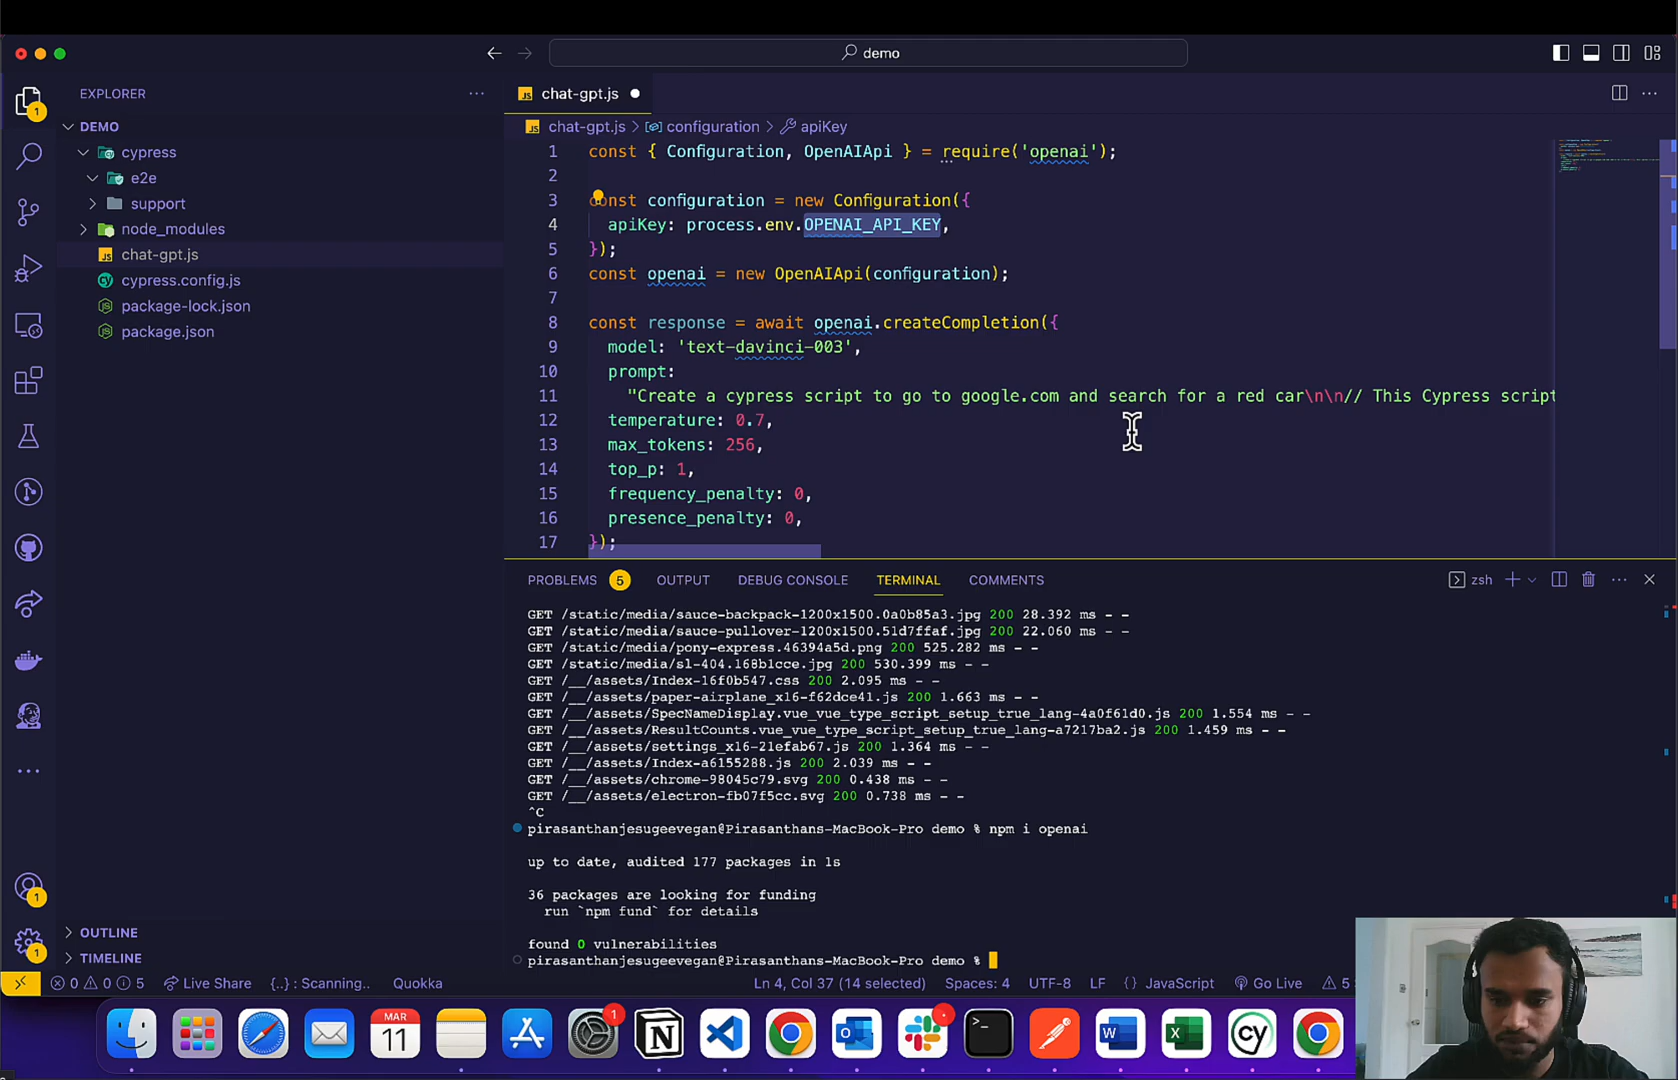 demo
EXPLORER
DEMO
cypress
e2e
support
node_modules
chat-gpt.js
cypress.config.js
package-lock.json
package.json
OUTLINE
TIMELINE
chat-gpt.js
chat-gpt.js > configuration > apiKey
1 const { Configuration, OpenAIApi } = require('openai');
2
3 const configuration = new Configuration({
4 apiKey: process.env.OPENAI_API_KEY,
5 });
6 const openai = new OpenAIApi(configuration);
7
8 const response = await openai.createCompletion({
9 model: 'text-davinci-003',
10 prompt:
11 "Create a cypress script to go to google.com and search for a red car\n\n// This Cypress script
12 temperature: 0.7,
13 max_tokens: 256,
14 top_p: 1,
15 frequency_penalty: 0,
16 presence_penalty: 0,
17 });
PROBLEMS 5 OUTPUT DEBUG CONSOLE TERMINAL COMMENTS zsh
GET /static/media/sauce-backpack-1200x1500.0a0b85a3.jpg 200 28.392 ms - -
GET /static/media/sauce-pullover-1200x1500.51d7ffaf.jpg 200 22.060 ms - -
GET /static/media/pony-express.46394a5d.png 200 525.282 ms - -
GET /static/media/sl-404.168b1cce.jpg 200 530.399 ms - -
GET /__/assets/Index-16f0b547.css 200 2.095 ms - -
GET /__/assets/paper-airplane_x16-f62dce41.js 200 1.663 ms - -
GET /__/assets/SpecNameDisplay.vue_vue_type_script_setup_true_lang-4a0f61d0.js 200 1.554 ms - -
GET /__/assets/ResultCounts.vue_vue_type_script_setup_true_lang-a7217ba2.js 200 1.459 ms - -
GET /__/assets/settings_x16-21efab67.js 200 1.364 ms - -
GET /__/assets/Index-a6155288.js 200 2.039 ms - -
GET /__/assets/chrome-98045c79.svg 200 0.438 ms - -
GET /__/assets/electron-fb07f5cc.svg 200 0.738 ms - -
^C
pirasanthanjesugeevegan@Pirasanthans-MacBook-Pro demo % npm i openai
up to date, audited 177 packages in 1s
36 packages are looking for funding
run `npm fund` for details
found 0 vulnerabilities
pirasanthanjesugeevegan@Pirasanthans-MacBook-Pro demo %
0 0 5 Live Share {..} : Scanning.. Quokka Ln 4, Col 37 (14 selected) Spaces: 4 UTF-8 LF {} JavaScript Go Live 5
1
1
1
MAR
11
1
cy